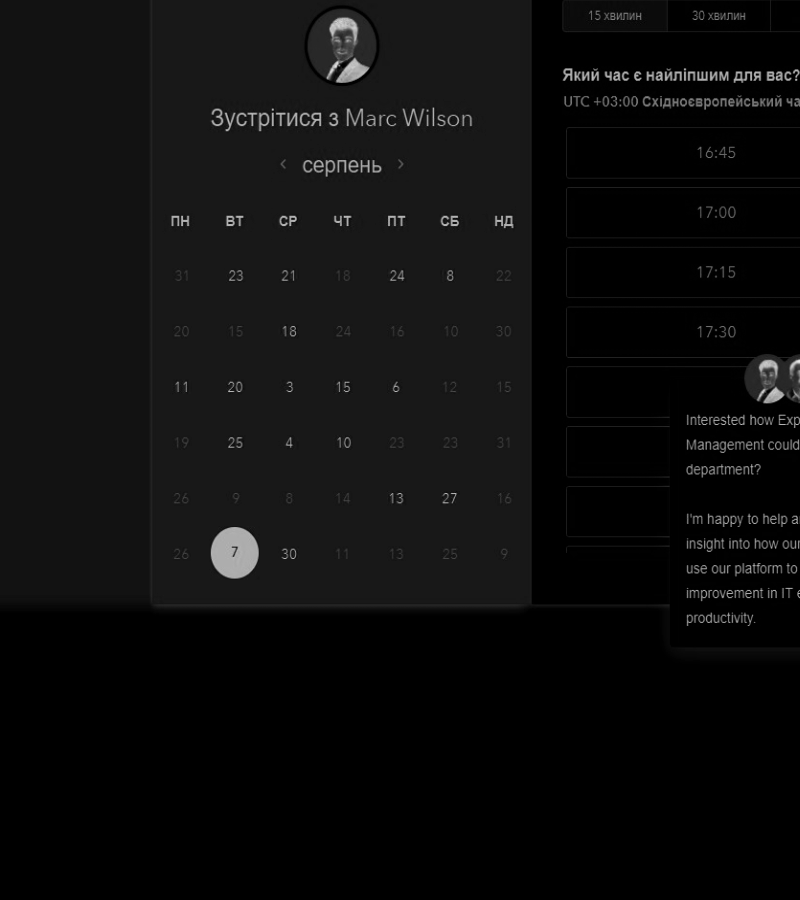 Зустрітися з Marc Wilson
серпень
ПН ВТ СР ЧТ ПТ СБ НД
31 23 21 18 24 8 22
20 15 18 24 16 10 30
11 20 3 15 6 12 15
19 25 4 10 23 23 31
26 9 8 14 13 27 16
26 7 30 11 13 25 9
15 хвилин 30 хвилин
Який час є найліпшим для вас?
UTC +03:00 Східноєвропейський ча
16:45
17:00
17:15
17:30
Interested how Exp
Management could
department?
I'm happy to help a
insight into how our
use our platform to
improvement in IT e
productivity.